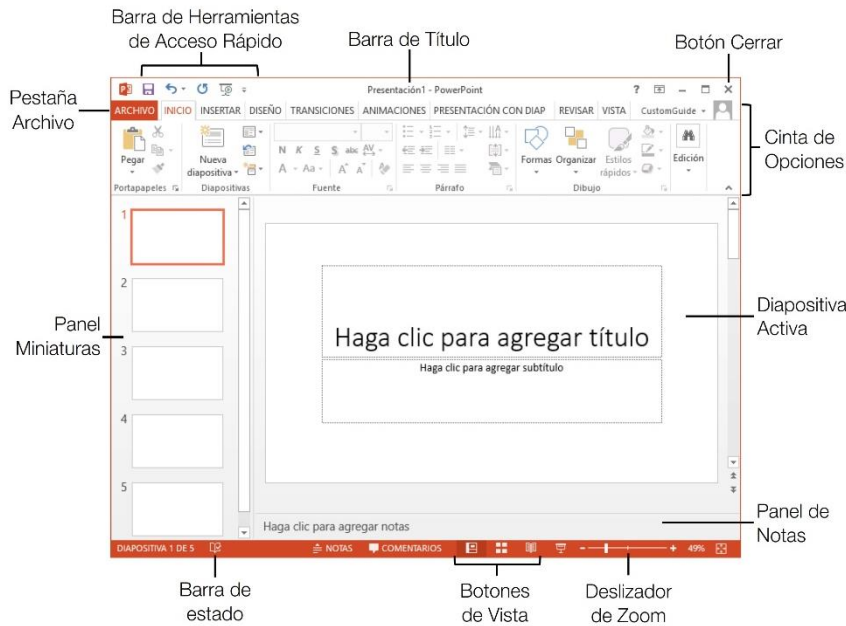 Barra de Herramientas
de Acceso Rápido
Barra de Título
Botón Cerrar
Presentación1 - PowerPoint
?
Pestaña
Archivo
ARCHIVO INICIO INSERTAR DISEÑO TRANSICIONES ANIMACIONES PRESENTACIÓN CON DIAP REVISAR VISTA CustomGuide
Cinta de
Opciones
Pegar
Nueva
diapositiva
N K S S abc AV
A Aa A A
Formas Organizar Estilos
rápidos
Edición
Portapapeles Diapositivas Fuente Párrafo Dibujo
1
2
3
4
5
Panel
Miniaturas
Haga clic para agregar título
Haga clic para agregar subtítulo
Diapositiva
Activa
Haga clic para agregar notas
Panel de
Notas
DIAPOSITIVA 1 DE 5 NOTAS COMENTARIOS - + 49%
Barra de
estado
Botones
de Vista
Deslizador
de Zoom